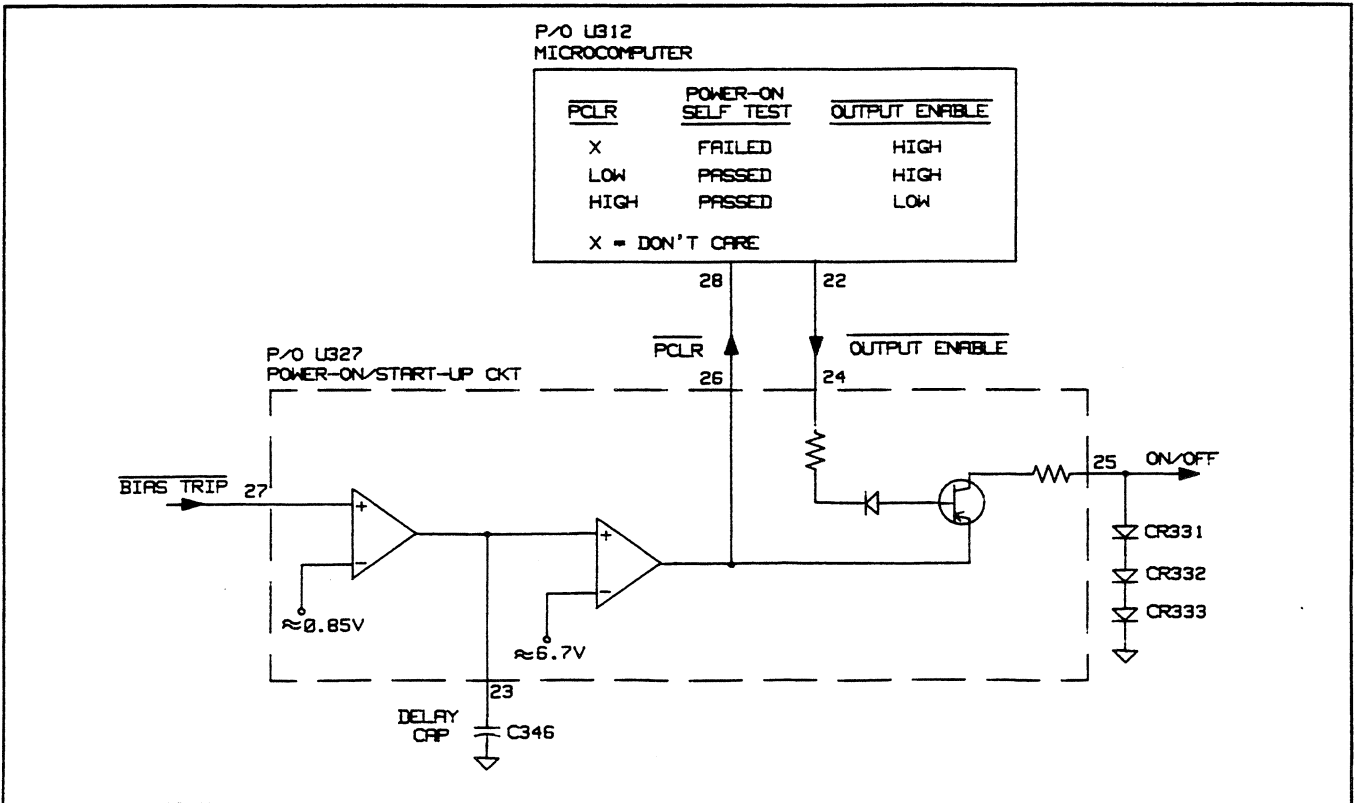 P/O U312
MICROCOMPUTER
PCLR POWER-ON SELF TEST OUTPUT ENABLE
X FAILED HIGH
LOW PASSED HIGH
HIGH PASSED LOW
X = DON'T CARE
28 22
PCLR OUTPUT ENABLE
P/O U327
POWER-ON/START-UP CKT
26 24
25 ON/OFF
BIAS TRIP 27
+
-
+
-
CR331
CR332
CR333
≈0.85V
≈6.7V
23
DELAY
CAP
C346